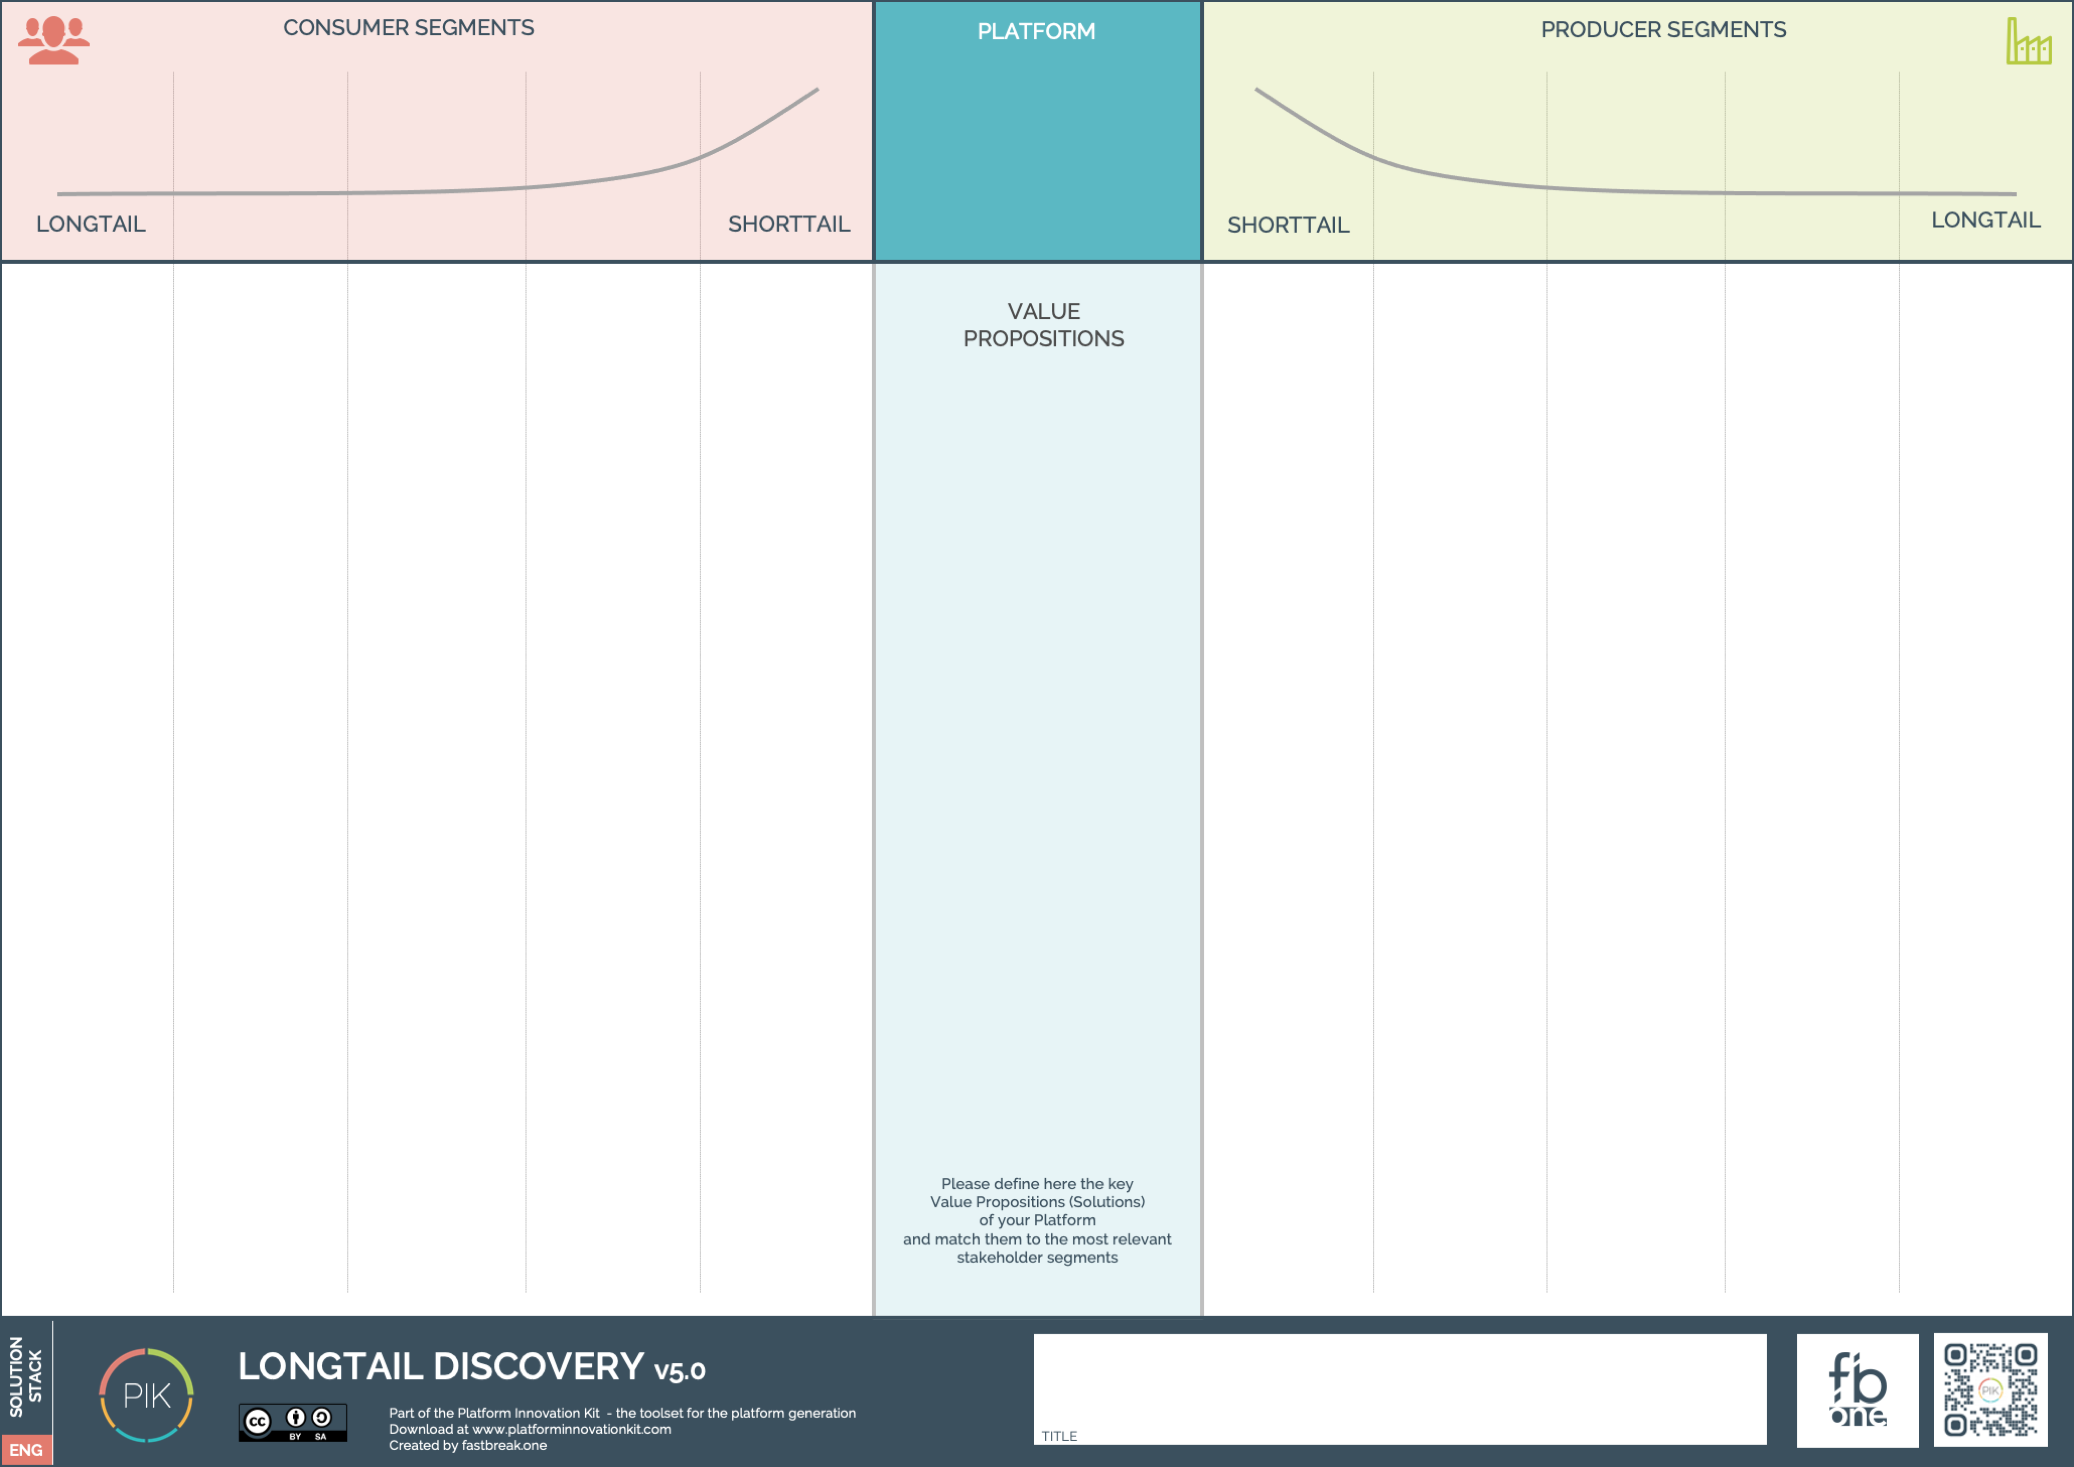 CONSUMER SEGMENTS
PLATFORM
PRODUCER SEGMENTS
LONGTAIL
SHORTTAIL
SHORTTAIL
LONGTAIL
VALUE
PROPOSITIONS
Please define here the key
Value Propositions (Solutions)
of your Platform
and match them to the most relevant
stakeholder segments
SOLUTION
STACK
ENG
PIK
LONGTAIL DISCOVERY v5.0
cc
BY SA
Part of the Platform Innovation Kit - the toolset for the platform generation
Download at www.platforminnovationkit.com
Created by fastbreak.one
TITLE
fb
one
PIK